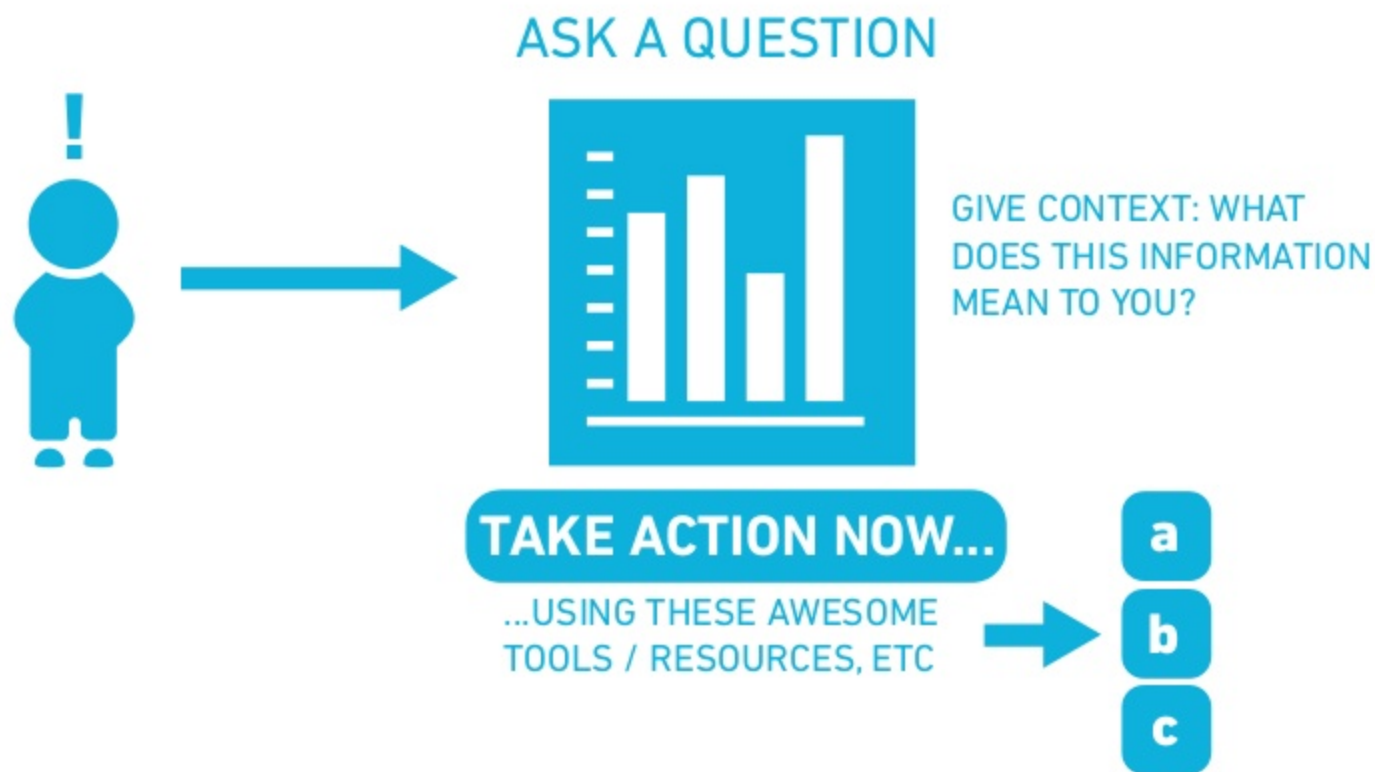 ASK A QUESTION
!
GIVE CONTEXT: WHAT
DOES THIS INFORMATION
MEAN TO YOU?
TAKE ACTION NOW...
...USING THESE AWESOME
TOOLS / RESOURCES, ETC
a
b
c